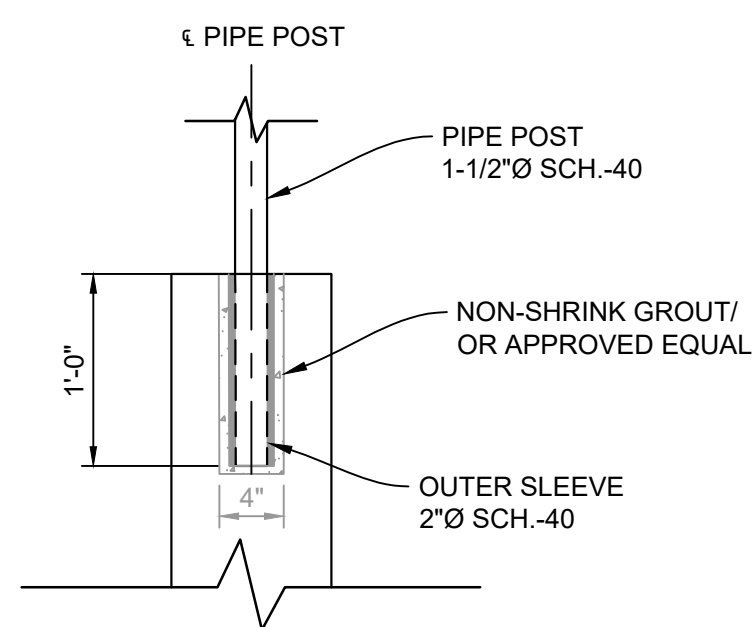 ℄ PIPE POST
PIPE POST
1-1/2"Ø SCH.-40
1'-0"
NON-SHRINK GROUT/
OR APPROVED EQUAL
4"
OUTER SLEEVE
2"Ø SCH.-40